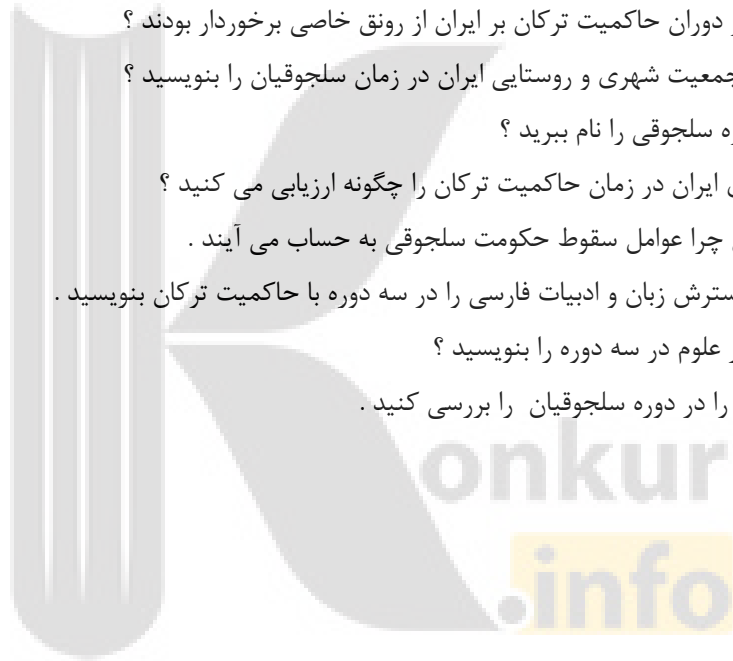 دوران حاکمیت ترکان بر ایران از رونق خاصی برخوردار بودند ؟
جمعیت شهری و روستایی ایران در زمان سلجوقیان را بنویسید ؟
ه سلجوقی را نام ببرید ؟
ایران در زمان حاکمیت ترکان را چگونه ارزیابی می کنید ؟
چرا عوامل سقوط حکومت سلجوقی به حساب می آیند .
سترش زبان و ادبیات فارسی را در سه دوره با حاکمیت ترکان بنویسید .
علوم در سه دوره را بنویسید ؟
را در دوره سلجوقیان را بررسی کنید .
onkur
.info